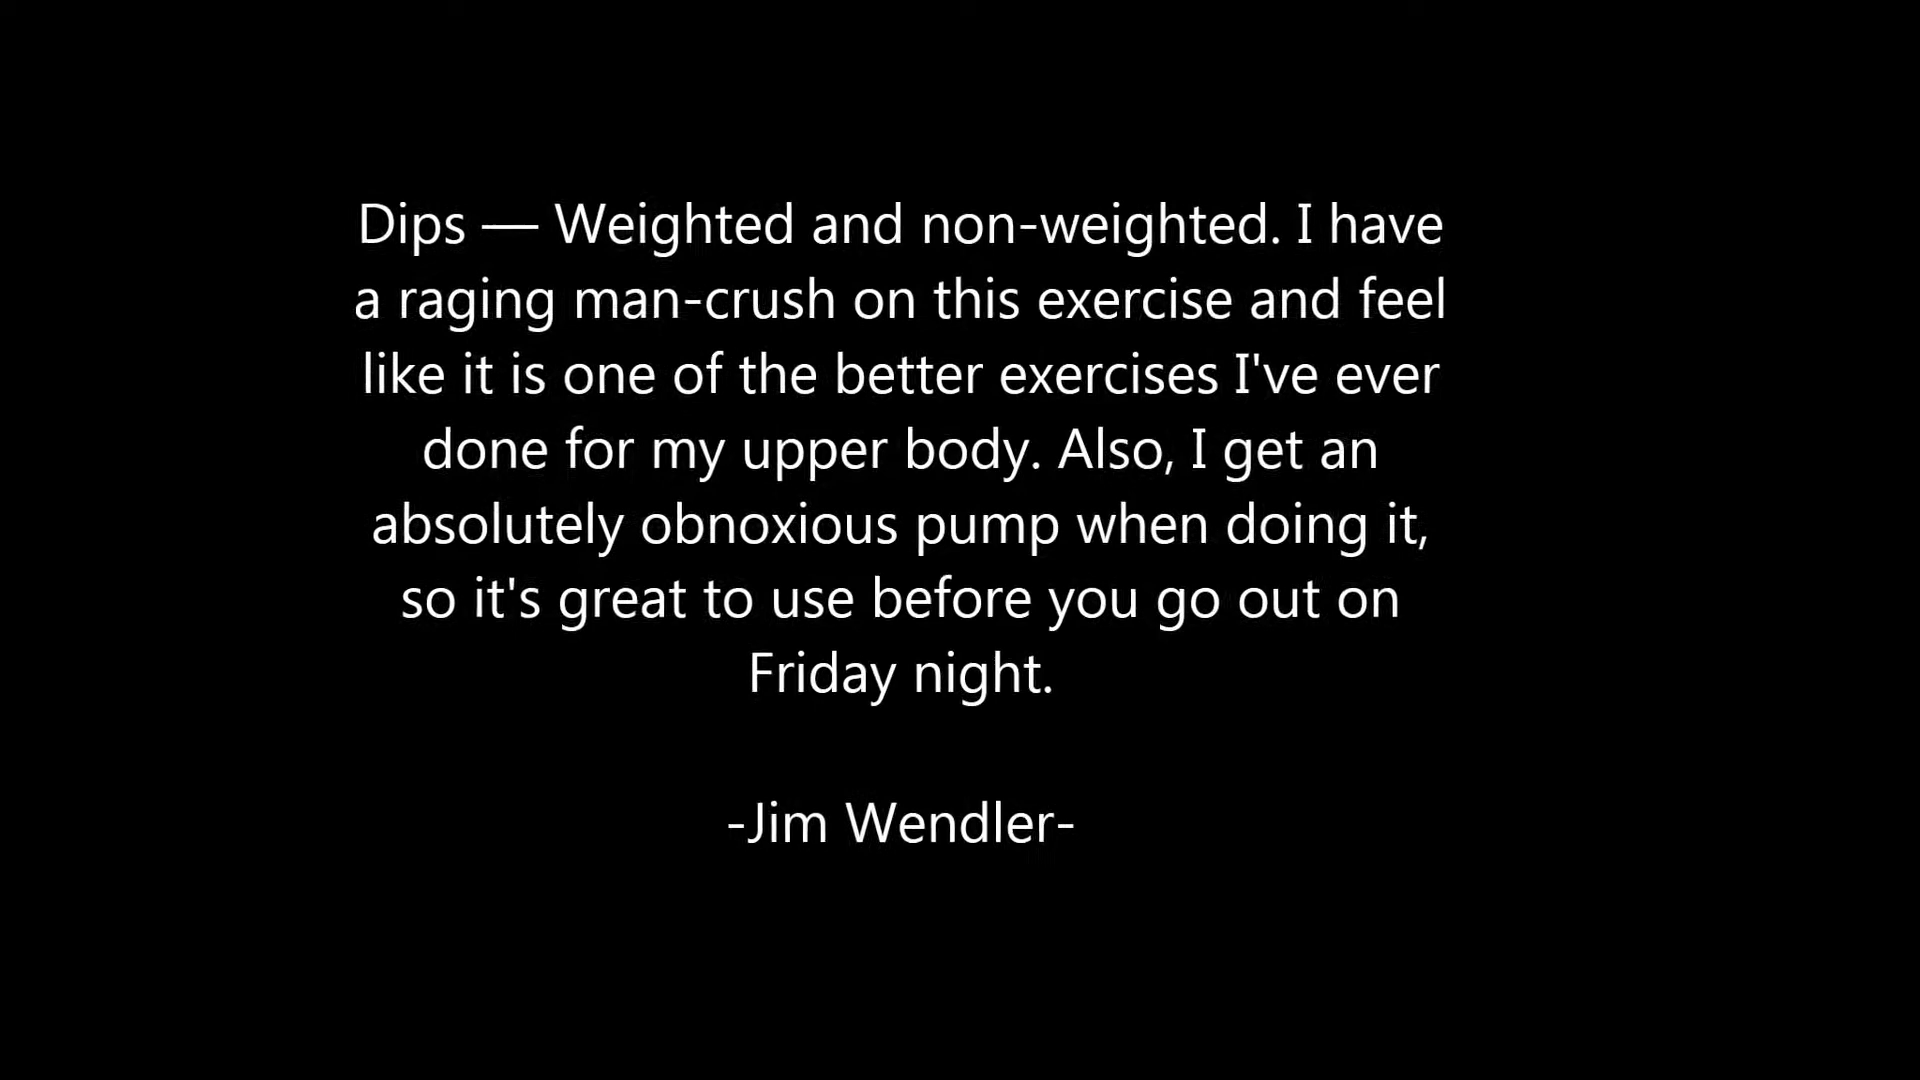 Dips — Weighted and non-weighted. I have
a raging man-crush on this exercise and feel
like it is one of the better exercises I've ever
done for my upper body. Also, I get an
absolutely obnoxious pump when doing it,
so it's great to use before you go out on
Friday night.
-Jim Wendler-